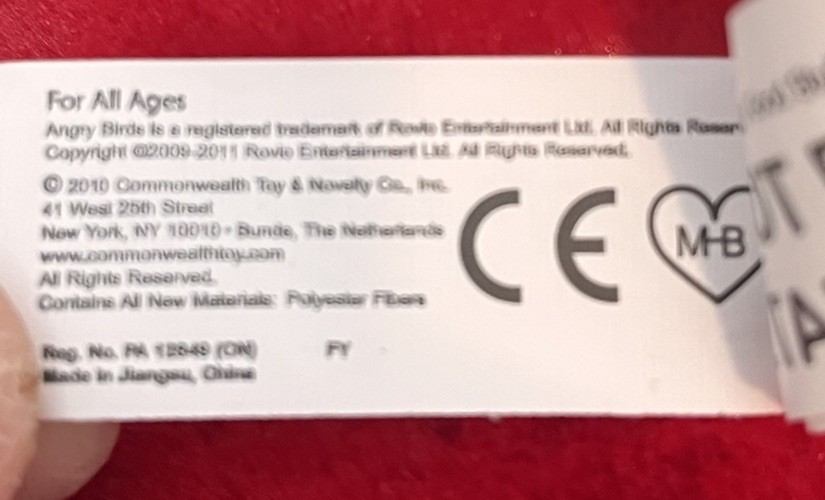 For All Ages
Angry Birds is a registered trademark of Rovio Entertainment Ltd. All Rights
Copyright ©2009-2011 Rovio Entertainment Ltd. All Rights Reserved.
© 2010 Commonwealth Toy & Novelty Co., Inc.
41 West 25th Street
New York, NY 10010 - Bunde, The Netherlands
www.commonwealthtoy.com
All Rights Reserved.
Contains All New Materials: Polyester Fibers
Reg. No. PA (ON) FY
Made in Jiangsu, China
CE
MHB